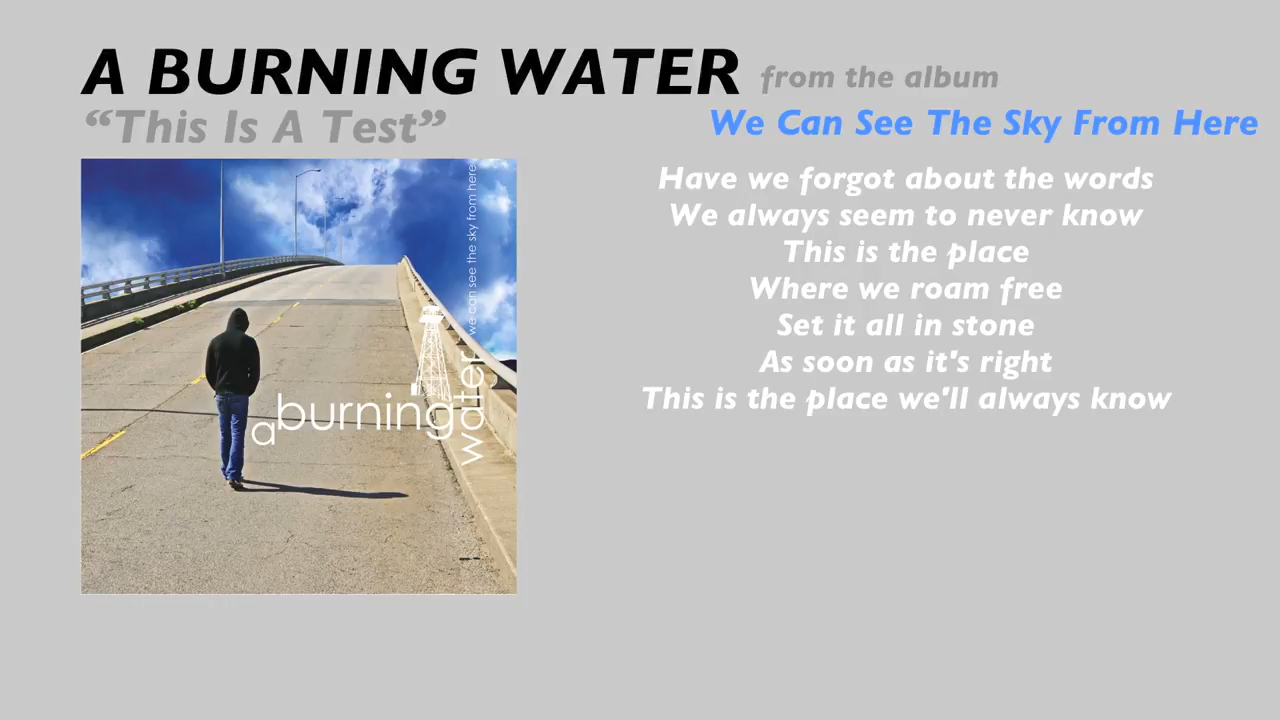 A BURNING WATER from the album
“This Is A Test”
We Can See The Sky From Here
Have we forgot about the words
We always seem to never know
This is the place
Where we roam free
Set it all in stone
As soon as it's right
This is the place we'll always know
we can see the sky from here
aburning
water